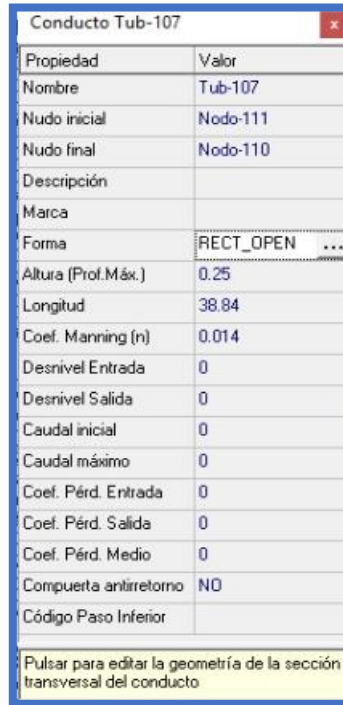 Conducto Tub-107
x
Propiedad Valor
Nombre Tub-107
Nudo inicial Nodo-111
Nudo final Nodo-110
Descripción
Marca
Forma RECT_OPEN ...
Altura (Prof.Máx.) 0.25
Longitud 38.84
Coef. Manning (n) 0.014
Desnivel Entrada 0
Desnivel Salida 0
Caudal inicial 0
Caudal máximo 0
Coef. Pérd. Entrada 0
Coef. Pérd. Salida 0
Coef. Pérd. Medio 0
Compuerta antirretorno NO
Código Paso Inferior
Pulsar para editar la geometría de la sección
transversal del conducto